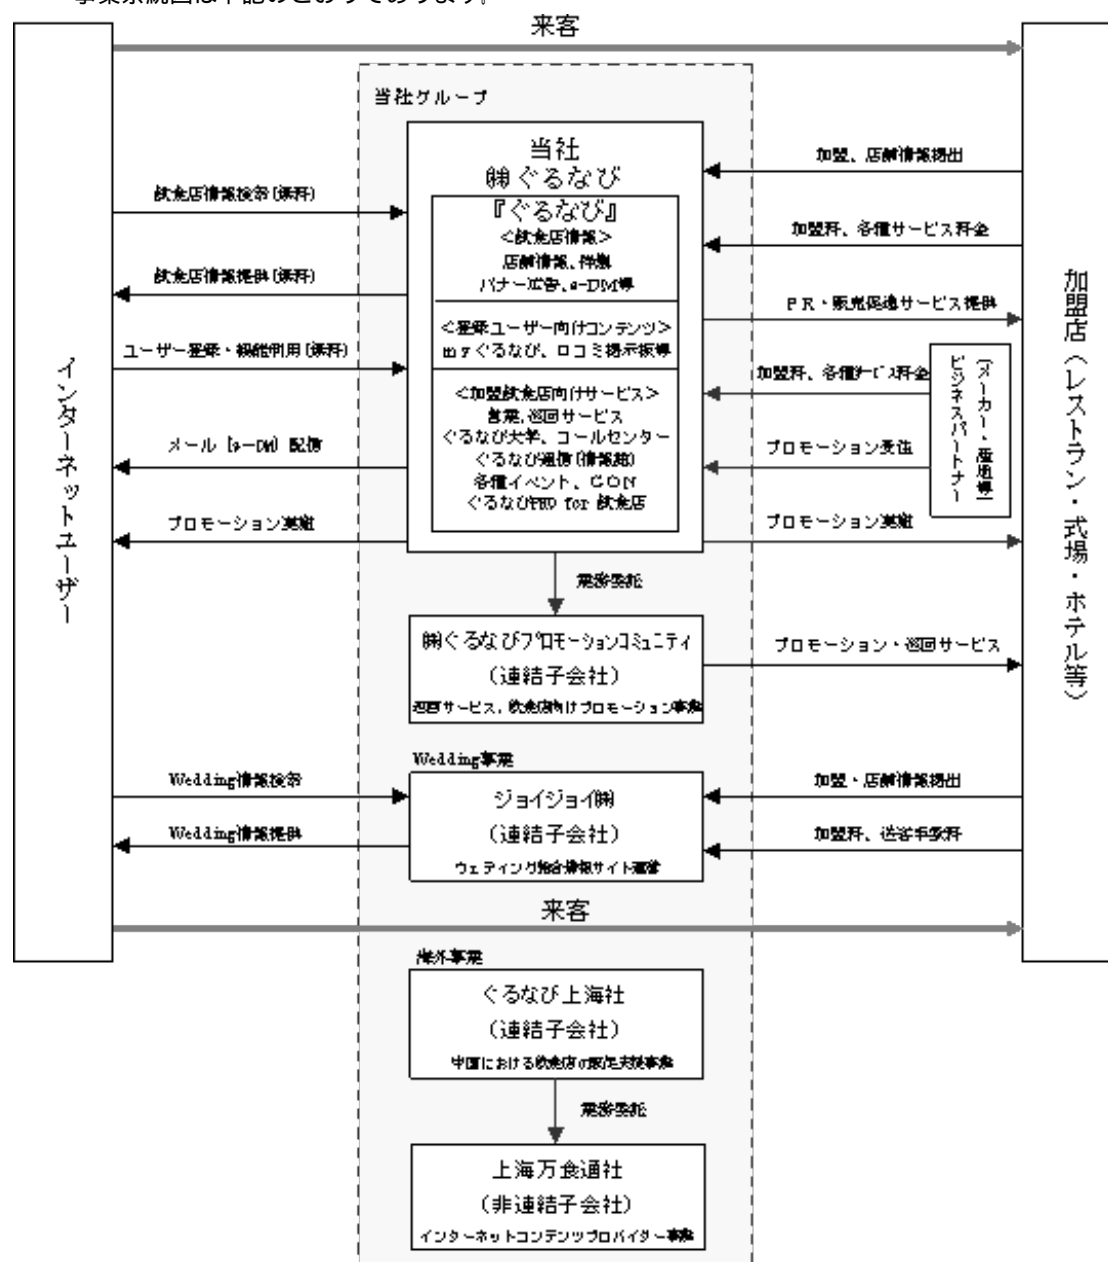 事業系統図は下記のとおりであります。
来客
当社グループ
当社
㈱ぐるなび
『ぐるなび』
＜飲食店情報＞
店舗情報、特集
バナー広告、e-DM等
＜登録ユーザー向けコンテンツ＞
myぐるなび、口コミ掲示板等
＜加盟飲食店向けサービス＞
営業、巡回サービス
ぐるなび大学、コールセンター
ぐるなび通信(情報誌)
各種イベント、GON
ぐるなびPRO for 飲食店
インターネットユーザー
飲食店情報検索(無料)
飲食店情報提供(無料)
ユーザー登録・機能利用(無料)
メール (e-DM) 配信
プロモーション実施
加盟、店舗情報提出
加盟料、各種サービス料金
PR・販売促進サービス提供
加盟料、各種サービス料金
プロモーション受注
プロモーション実施
ビジネスパートナー
(メーカー・産地等)
加盟店（レストラン・式場・ホテル等）
業務委託
㈱ぐるなびプロモーションコミュニティ
（連結子会社）
巡回サービス、飲食店向けプロモーション事業
プロモーション・巡回サービス
Wedding事業
ジョイジョイ㈱
（連結子会社）
ウェディング総合情報サイト運営
Wedding情報検索
Wedding情報提供
加盟・店舗情報提出
加盟料、送客手数料
来客
海外事業
ぐるなび上海社
（連結子会社）
中国における飲食店の販促支援事業
業務委託
上海万食通社
（非連結子会社）
インターネットコンテンツプロバイダー事業